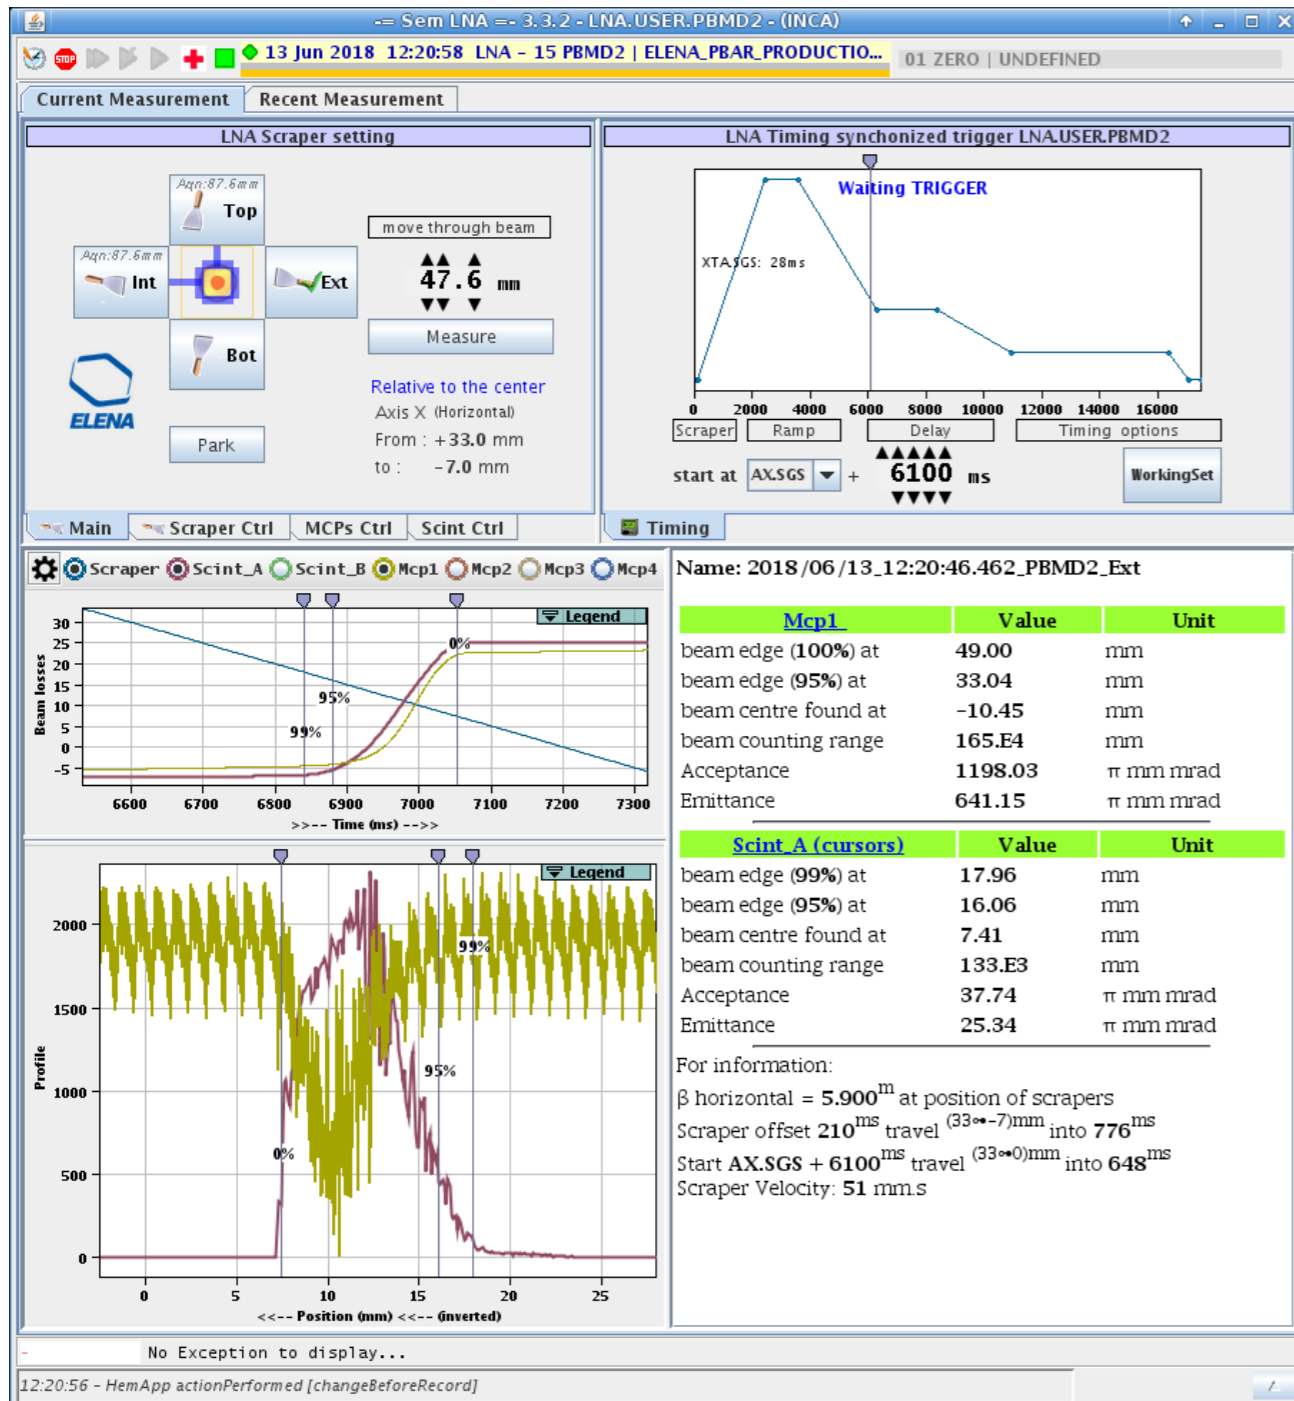 -= Sem LNA =- 3.3.2 - LNA.USER.PBMD2 - (INCA)
STOP
13 Jun 2018 12:20:58 LNA - 15 PBMD2 | ELENA_PBAR_PRODUCTIO...
01 ZERO | UNDEFINED
Current Measurement
Recent Measurement
LNA Scraper setting
Aqn:87.6mm
Top
Aqn:87.6mm
Int
Ext
Bot
ELENA
Park
move through beam
47.6 mm
Measure
Relative to the center
Axis X (Horizontal)
From : +33.0 mm
to : -7.0 mm
Main
Scraper Ctrl
MCPs Ctrl
Scint Ctrl
LNA Timing synchonized trigger LNA.USER.PBMD2
Waiting TRIGGER
XTA.SGS: 28ms
0 2000 4000 6000 8000 10000 12000 14000 16000
Scraper Ramp Delay Timing options
start at AX.SGS + 6100 ms
WorkingSet
Timing
Scraper Scint_A Scint_B Mcp1 Mcp2 Mcp3 Mcp4
Legend
Beam losses
30
25
20
15
10
5
0
-5
0%
95%
99%
6600 6700 6800 6900 7000 7100 7200 7300
>>-- Time (ms) -->>
Legend
Profile
2000
1500
1000
500
0
99%
95%
0%
0 5 10 15 20 25
<<-- Position (mm) <<-- (inverted)
Name: 2018/06/13_12:20:46.462_PBMD2_Ext
Mcp1 Value Unit
beam edge (100%) at 49.00 mm
beam edge (95%) at 33.04 mm
beam centre found at -10.45 mm
beam counting range 165.E4 mm
Acceptance 1198.03 π mm mrad
Emittance 641.15 π mm mrad
Scint_A (cursors) Value Unit
beam edge (99%) at 17.96 mm
beam edge (95%) at 16.06 mm
beam centre found at 7.41 mm
beam counting range 133.E3 mm
Acceptance 37.74 π mm mrad
Emittance 25.34 π mm mrad
For information:
β horizontal = 5.900m at position of scrapers
Scraper offset 210ms travel (33⊶-7)mm into 776ms
Start AX.SGS + 6100ms travel (33⊶0)mm into 648ms
Scraper Velocity: 51 mm.s
No Exception to display...
12:20:56 - HemApp actionPerformed [changeBeforeRecord]